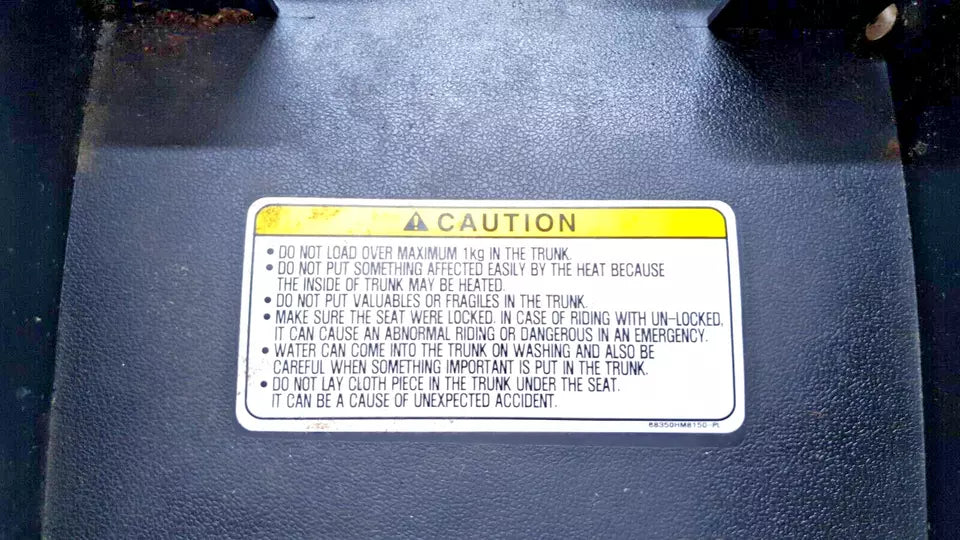 CAUTION
• DO NOT LOAD OVER MAXIMUM 1kg IN THE TRUNK.
• DO NOT PUT SOMETHING AFFECTED EASILY BY THE HEAT BECAUSE
THE INSIDE OF TRUNK MAY BE HEATED.
• DO NOT PUT VALUABLES OR FRAGILES IN THE TRUNK.
• MAKE SURE THE SEAT WERE LOCKED. IN CASE OF RIDING WITH UN-LOCKED,
IT CAN CAUSE AN ABNORMAL RIDING OR DANGEROUS IN AN EMERGENCY.
• WATER CAN COME INTO THE TRUNK ON WASHING AND ALSO BE
CAREFUL WHEN SOMETHING IMPORTANT IS PUT IN THE TRUNK.
• DO NOT LAY CLOTH PIECE IN THE TRUNK UNDER THE SEAT.
IT CAN BE A CAUSE OF UNEXPECTED ACCIDENT.
68350HM8150-PL